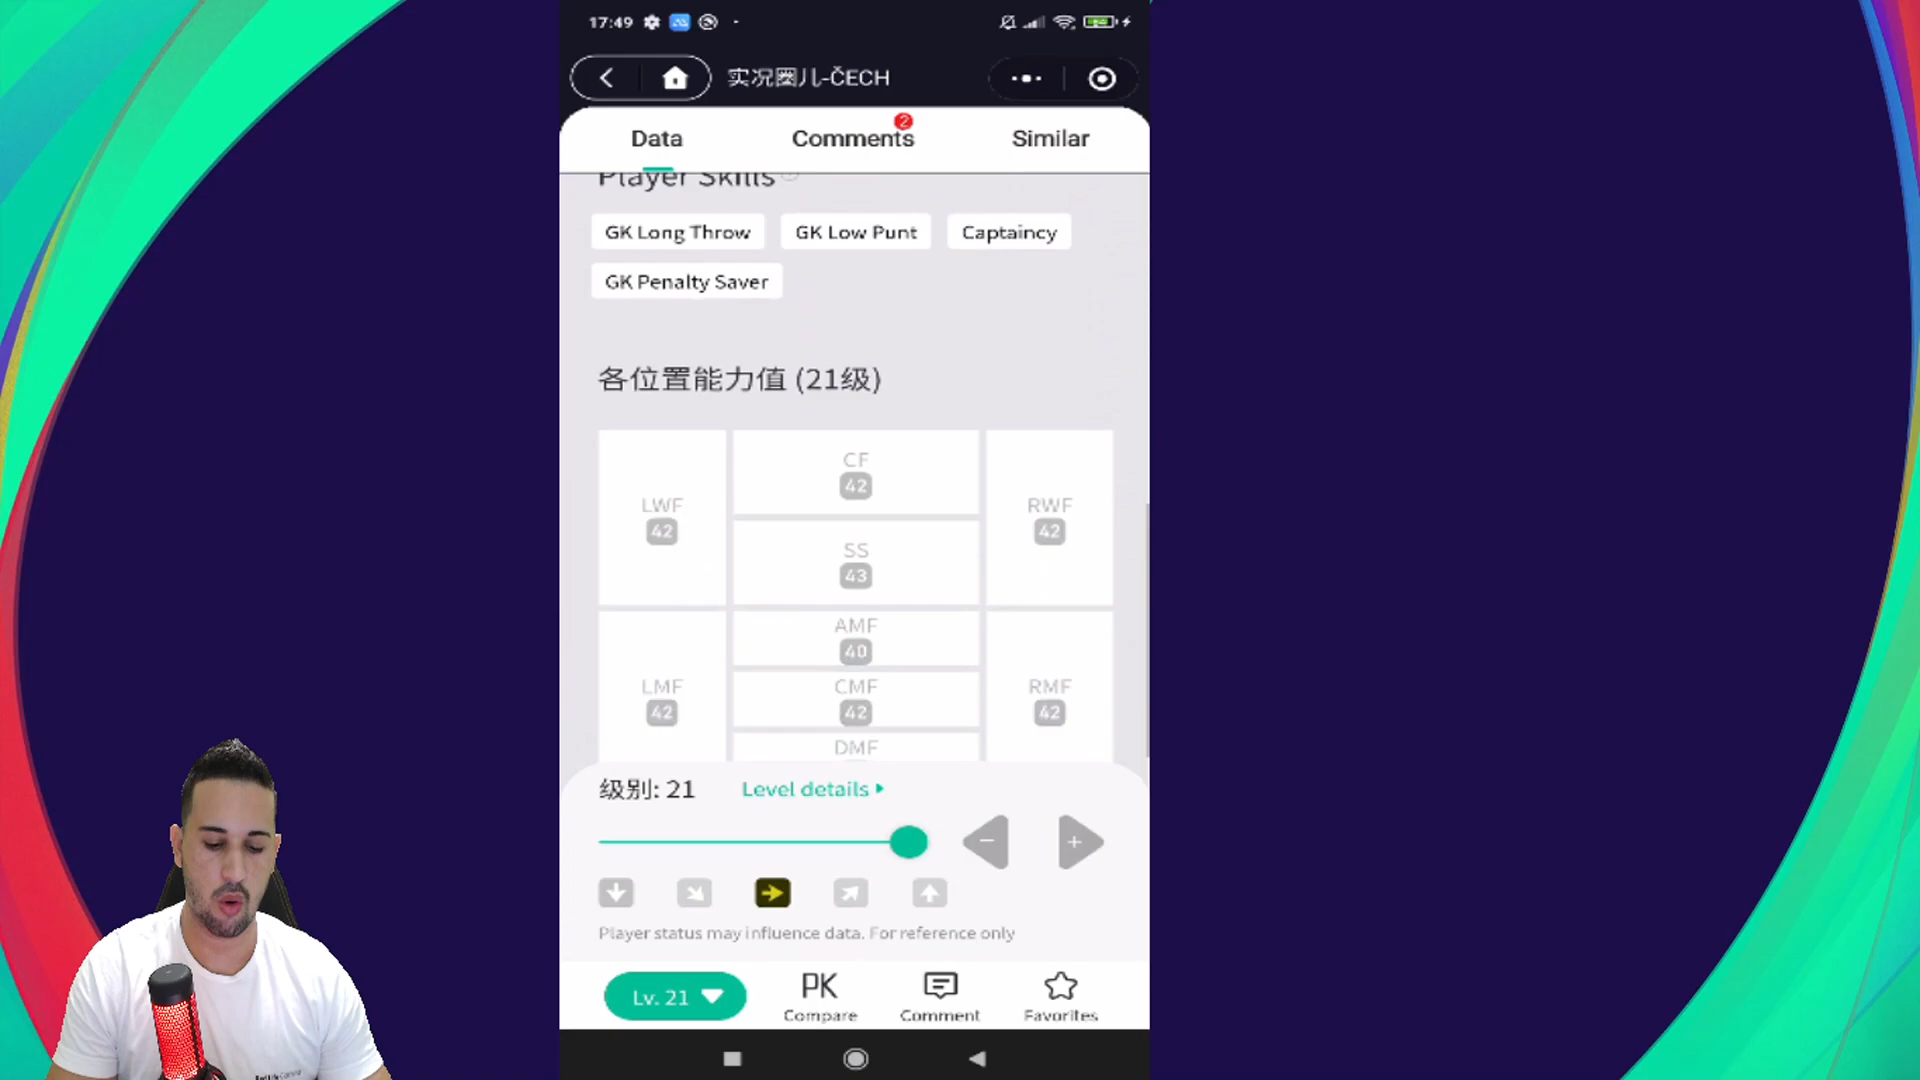 17:49
实况圈儿-ČECH
Data
Comments
2
Similar
Player Skills
GK Long Throw
GK Low Punt
Captaincy
GK Penalty Saver
各位置能力值 (21级)
CF
42
LWF
42
RWF
42
SS
43
AMF
40
LMF
42
CMF
42
RMF
42
DMF
级别: 21
Level details
Player status may influence data. For reference only
Lv. 21
PK
Compare
Comment
Favorites